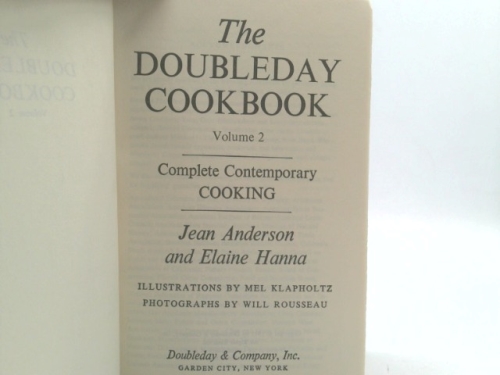 The
DOUBLEDAY
COOKBOOK
Volume 2
Complete Contemporary
COOKING
Jean Anderson
and Elaine Hanna
ILLUSTRATIONS BY MEL KLAPHOLTZ
PHOTOGRAPHS BY WILL ROUSSEAU
Doubleday & Company, Inc.
GARDEN CITY, NEW YORK